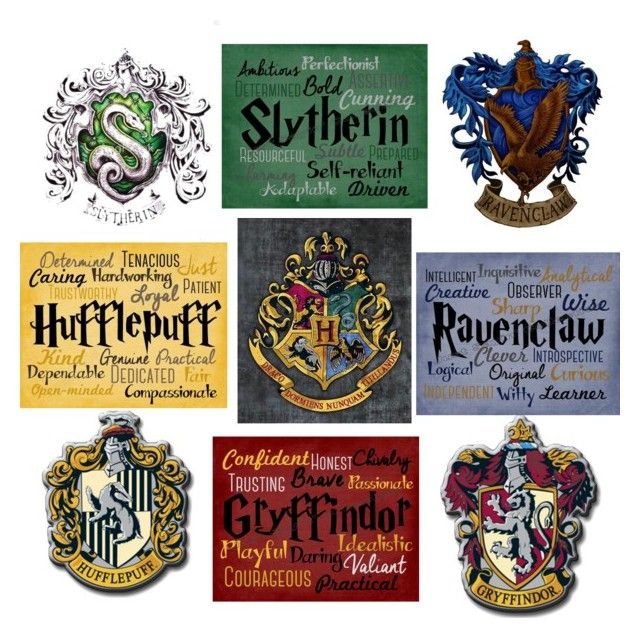 SLYTHERIN
Ambitious Perfectionist
DETERMINED Bold ASSERTIVE
Cunning
Slytherin
RESOURCEFUL Subtle PREPARED
Charming Self-reliant
Adaptable Driven
RAVENCLAW
Determined TENACIOUS Just
Caring Hardworking
TRUSTWORTHY Loyal PATIENT
Hufflepuff
Kind Genuine Practical
Dependable DEDICATED Fair
Open-minded Compassionate
DRACO DORMIENS NUNQUAM TITILLANDUS
H
INTELLIGENT Inquisitive Analytical
Creative OBSERVER Wise
Sharp
Ravenclaw
Clever INTROSPECTIVE
Logical Original Curious
INDEPENDENT Witty Learner
HUFFLEPUFF
Confident HONEST Chivalry
TRUSTING Brave Passionate
Gryffindor
Playful Daring Idealistic
Valiant
COURAGEOUS Practical
GRYFFINDOR